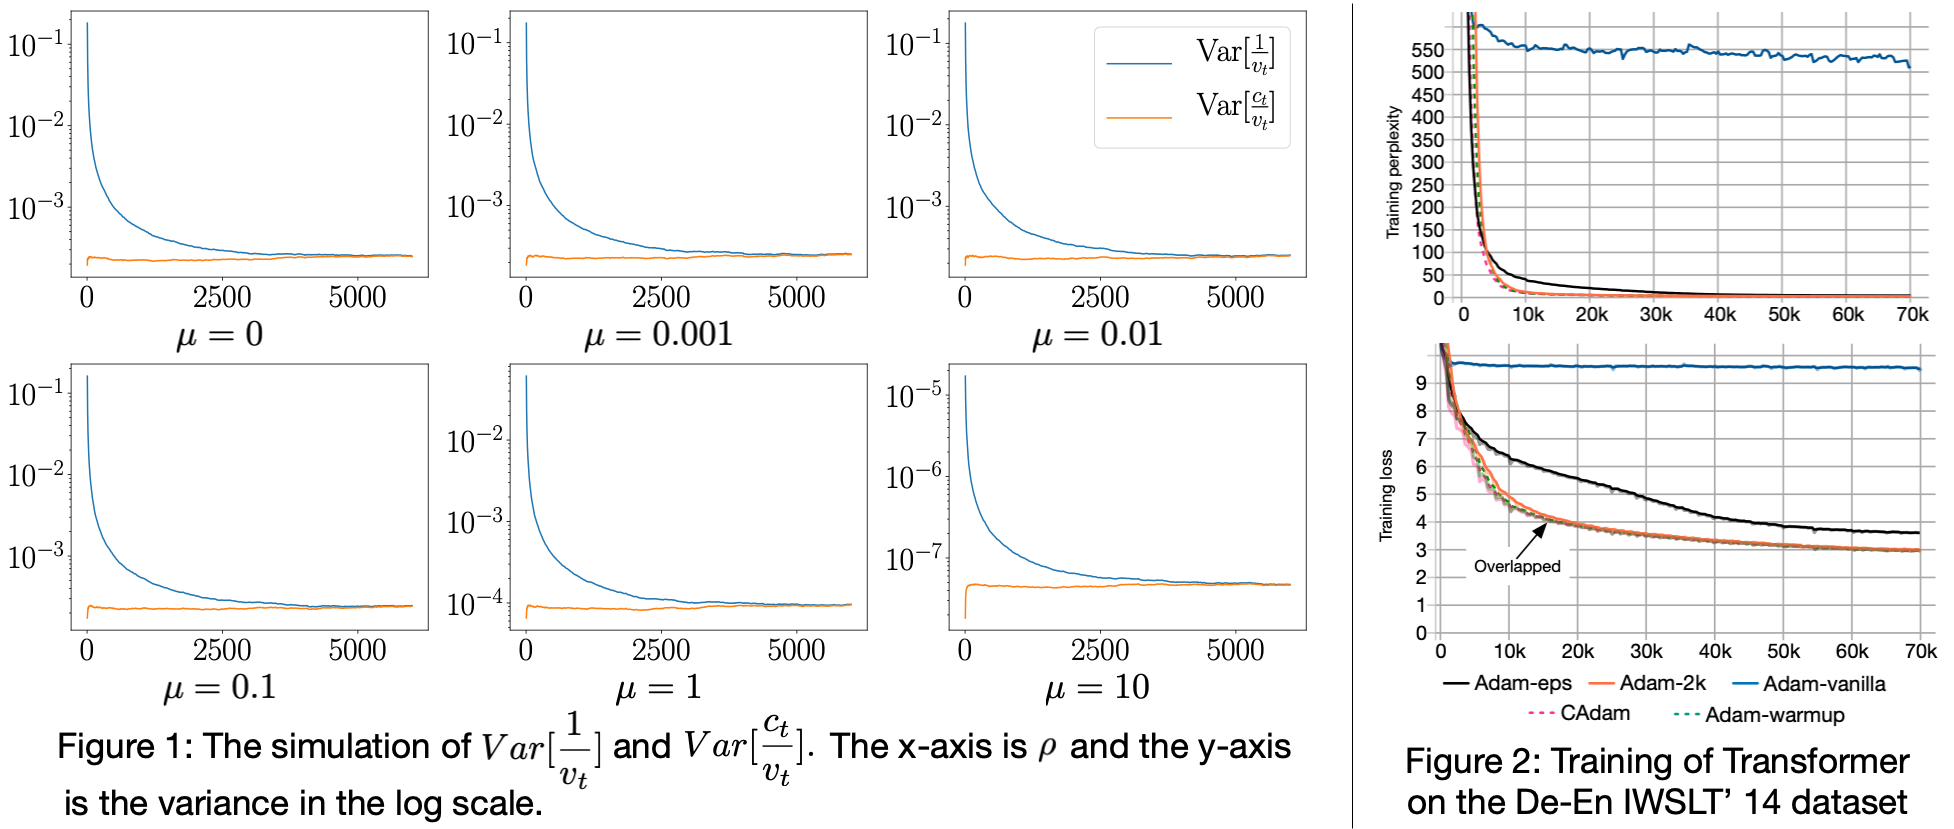 10⁻¹
10⁻²
10⁻³
0 2500 5000
μ = 0
10⁻¹
10⁻²
10⁻³
0 2500 5000
μ = 0.001
10⁻¹
10⁻²
10⁻³
Var[1/v_t]
Var[c_t/v_t]
0 2500 5000
μ = 0.01
10⁻¹
10⁻²
10⁻³
0 2500 5000
μ = 0.1
10⁻²
10⁻³
10⁻⁴
0 2500 5000
μ = 1
10⁻⁵
10⁻⁶
10⁻⁷
0 2500 5000
μ = 10
Figure 1: The simulation of Var[1/v_t] and Var[c_t/v_t]. The x-axis is ρ and the y-axis
is the variance in the log scale.
Training perplexity
550
500
450
400
350
300
250
200
150
100
50
0
0 10k 20k 30k 40k 50k 60k 70k
Training loss
9
8
7
6
5
4
3
2
1
0
Overlapped
0 10k 20k 30k 40k 50k 60k 70k
Adam-eps Adam-2k Adam-vanilla
CAdam Adam-warmup
Figure 2: Training of Transformer
on the De-En IWSLT’ 14 dataset